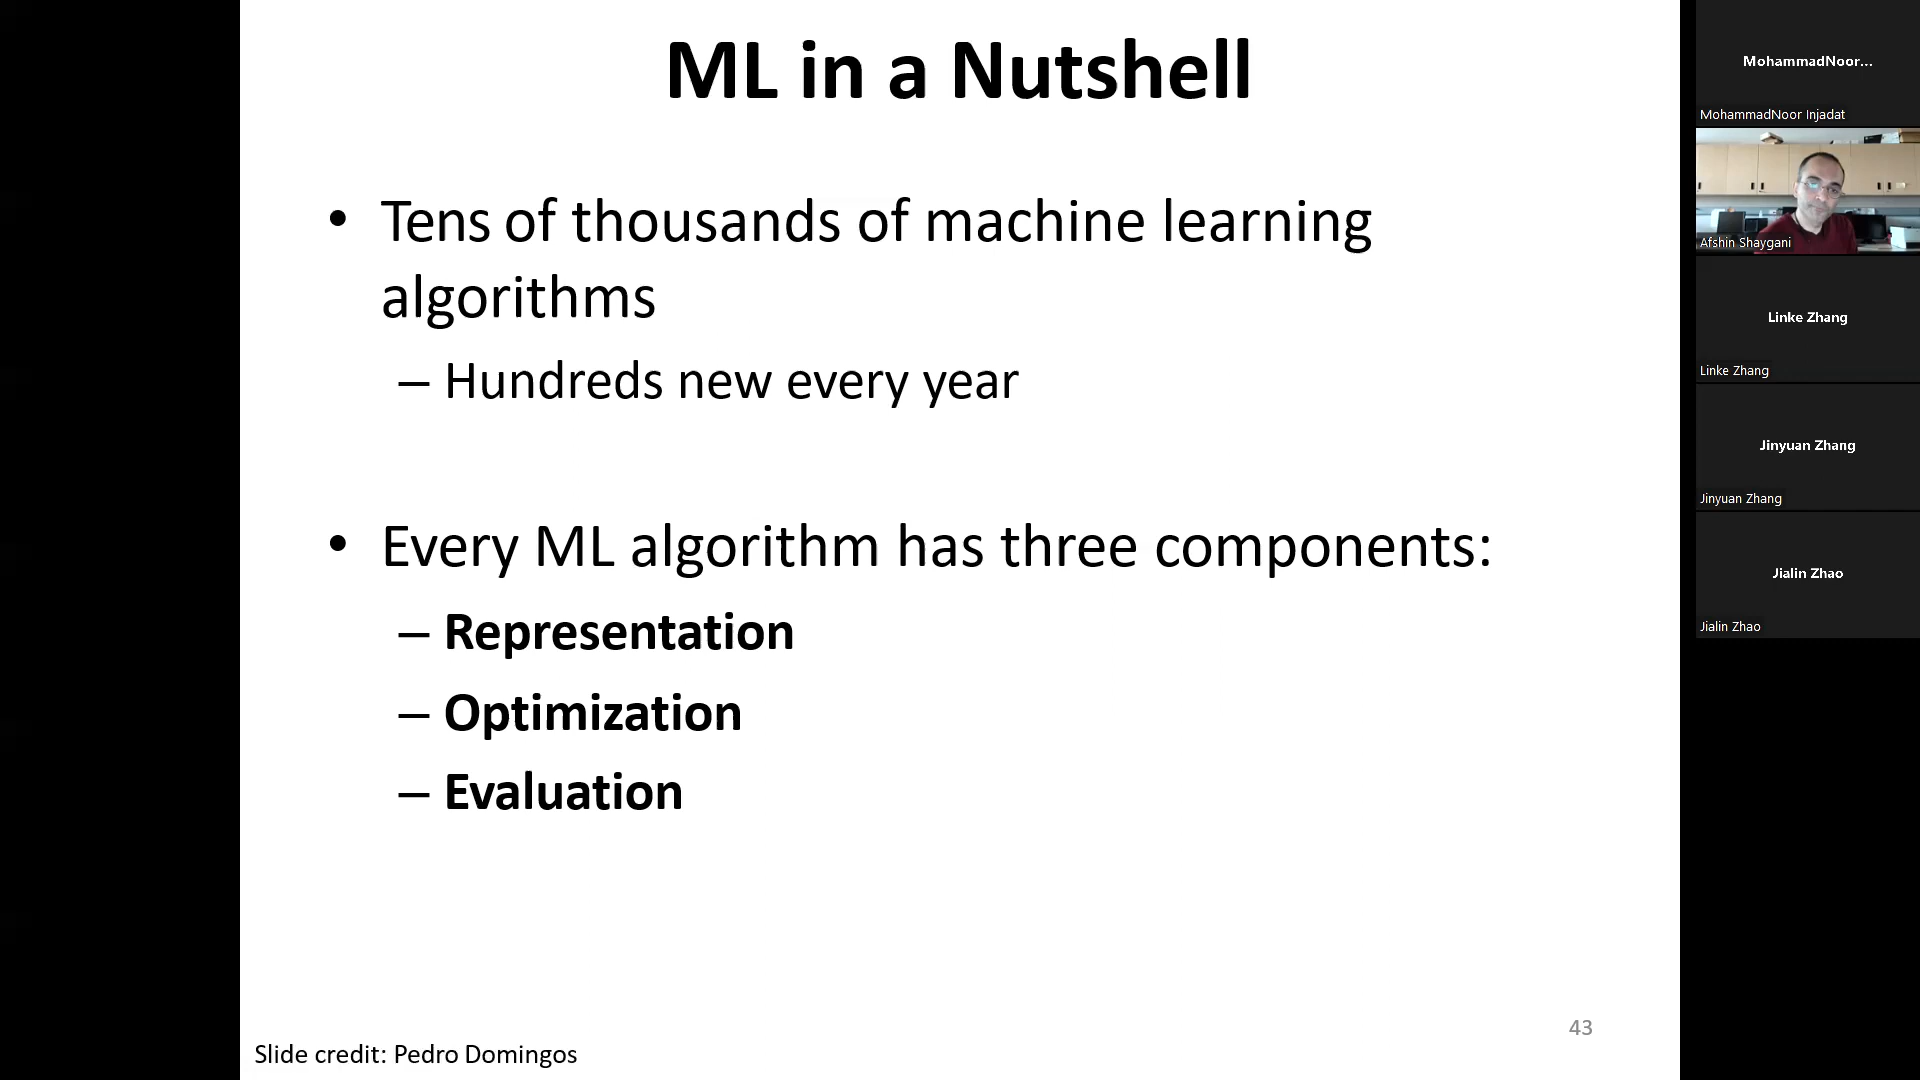 ML in a Nutshell
• Tens of thousands of machine learning
algorithms
– Hundreds new every year
• Every ML algorithm has three components:
– Representation
– Optimization
– Evaluation
43
Slide credit: Pedro Domingos
MohammadNoor...
MohammadNoor Injadat
Afshin Shaygani
Linke Zhang
Linke Zhang
Jinyuan Zhang
Jinyuan Zhang
Jialin Zhao
Jialin Zhao